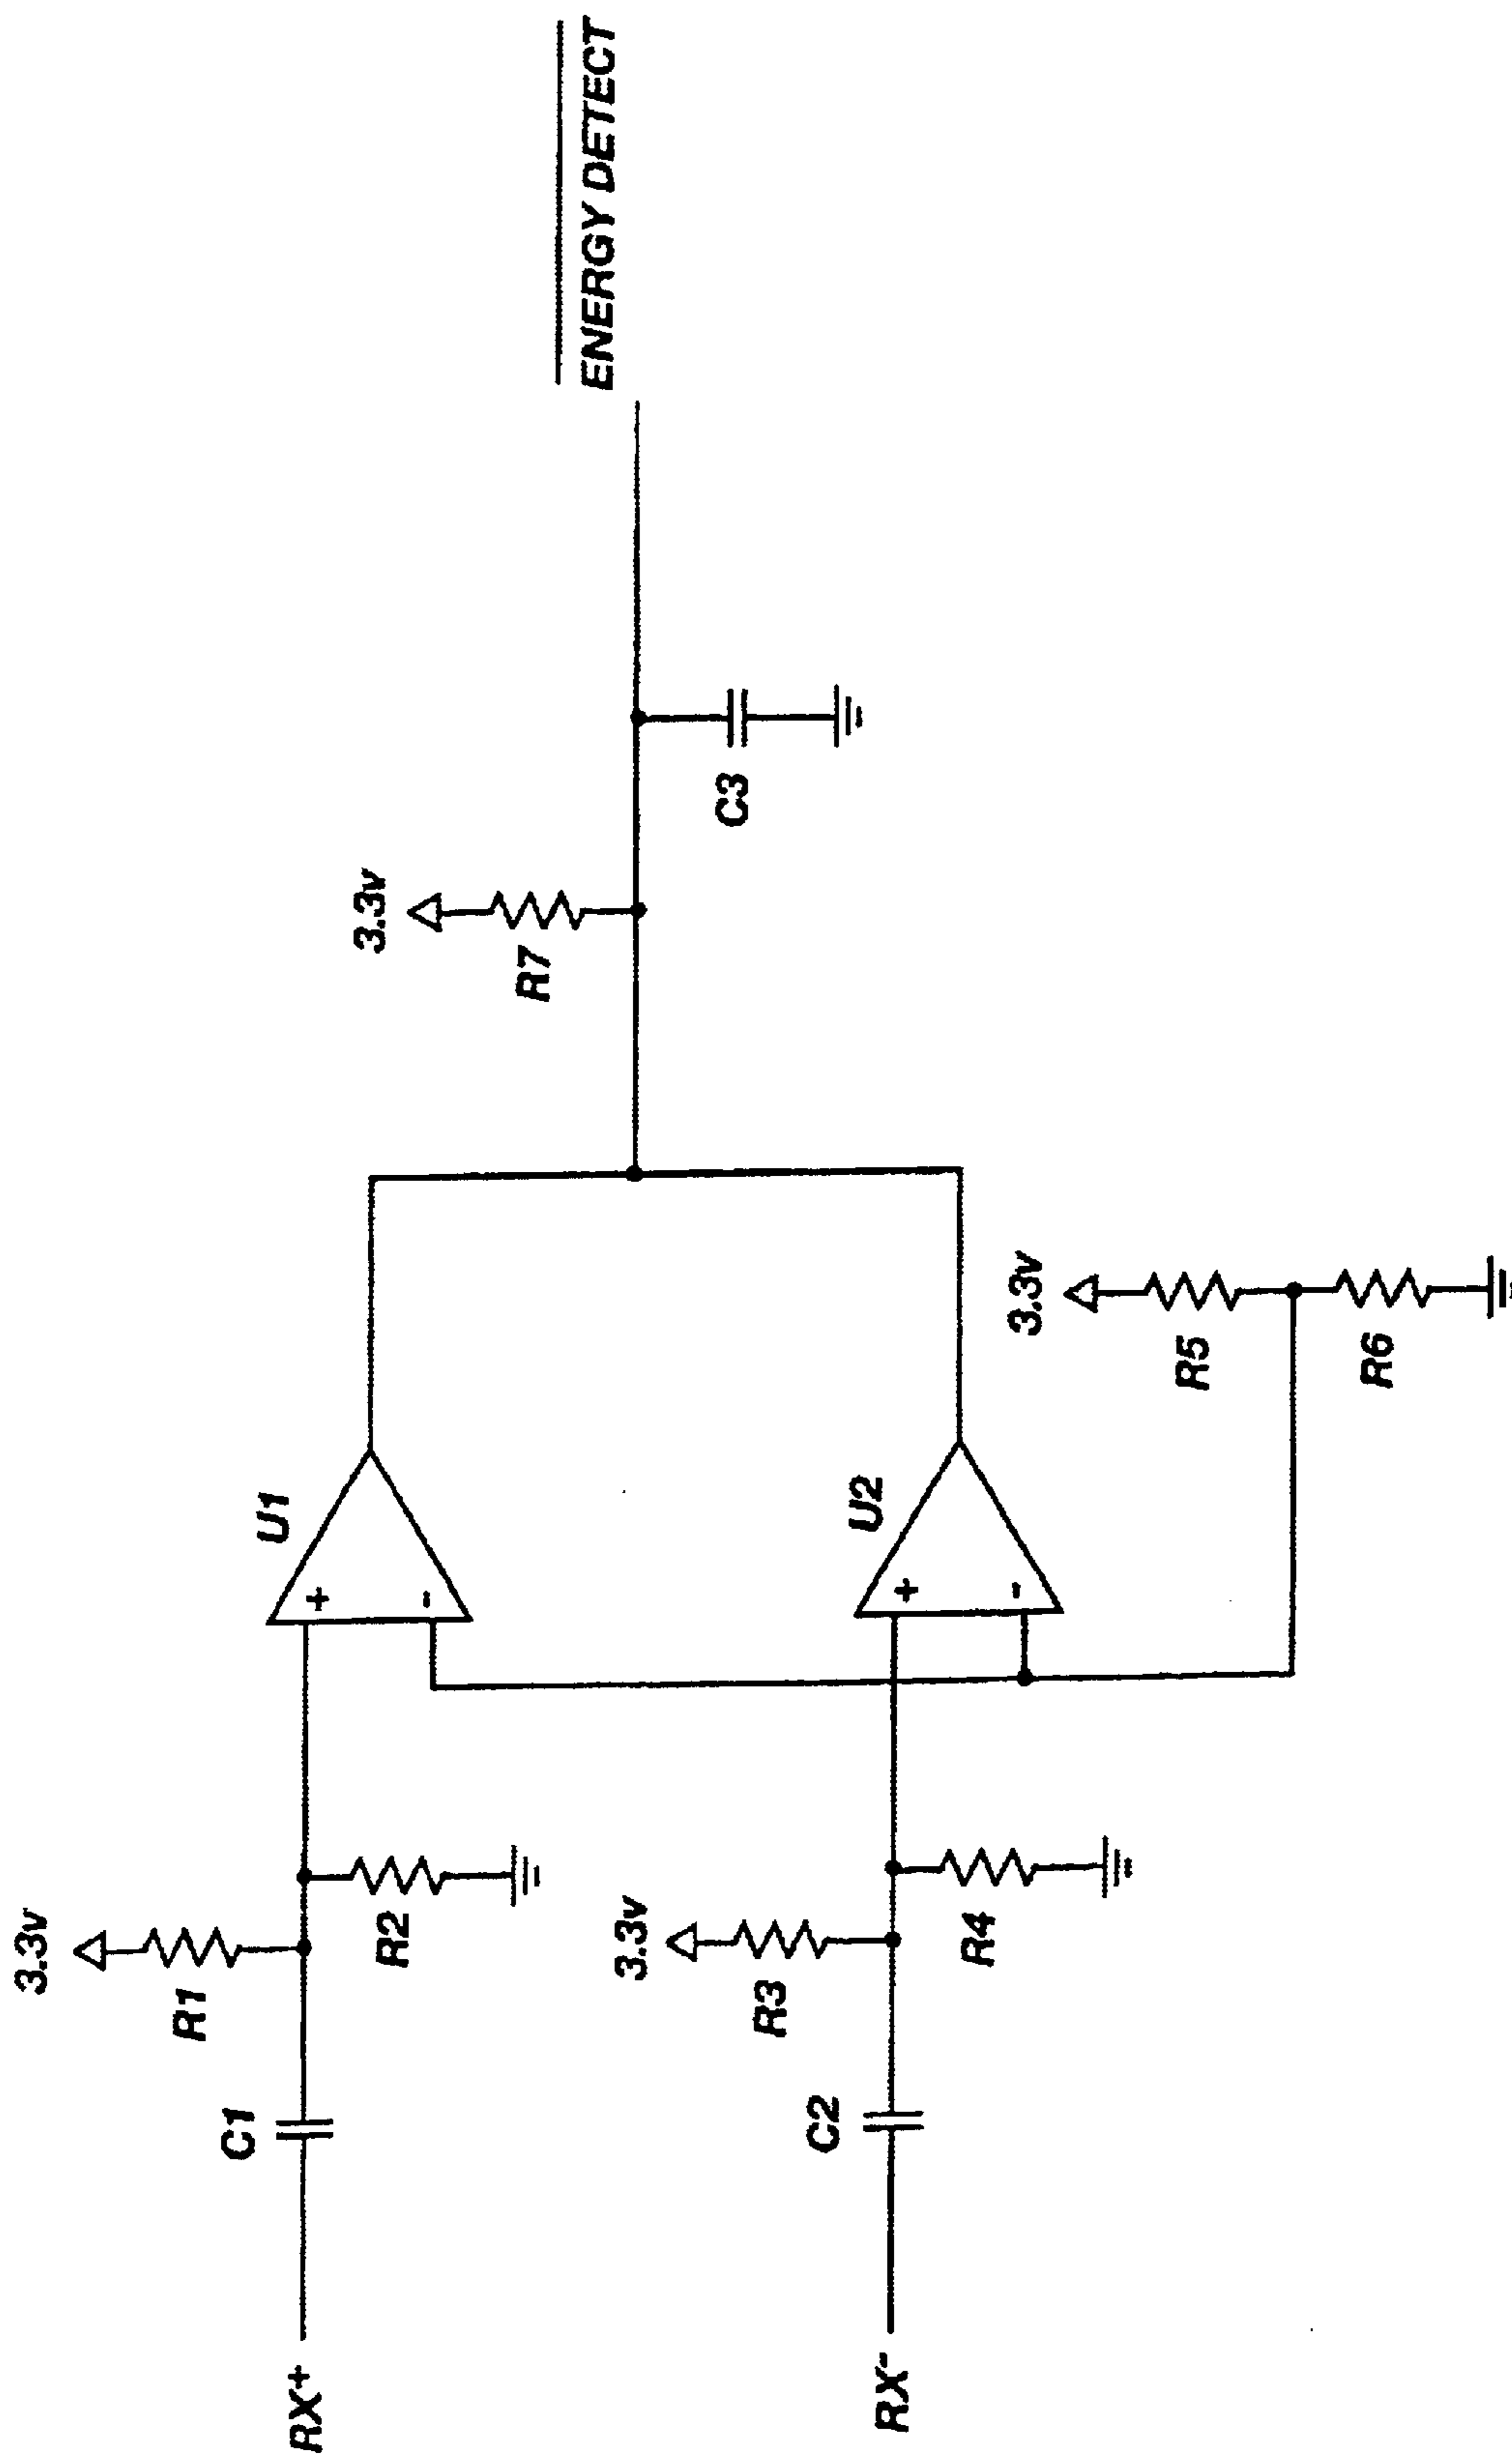 3.3v
R1
C1
RX+
R2
U1
+
-
3.3v
R3
C2
RX-
R4
U2
+
-
3.3v
R5
R6
3.3v
R7
C3
ENERGY DETECT